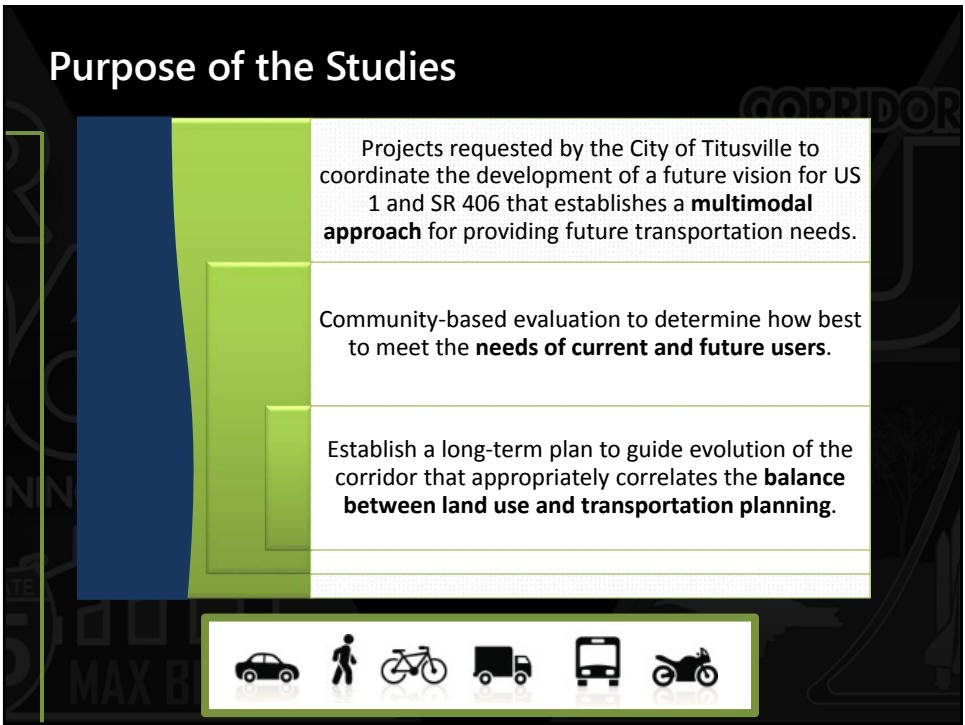 Purpose of the Studies
CORRIDOR
Projects requested by the City of Titusville to
coordinate the development of a future vision for US
1 and SR 406 that establishes a multimodal
approach for providing future transportation needs.
Community-based evaluation to determine how best
to meet the needs of current and future users.
Establish a long-term plan to guide evolution of the
corridor that appropriately correlates the balance
between land use and transportation planning.
MAX